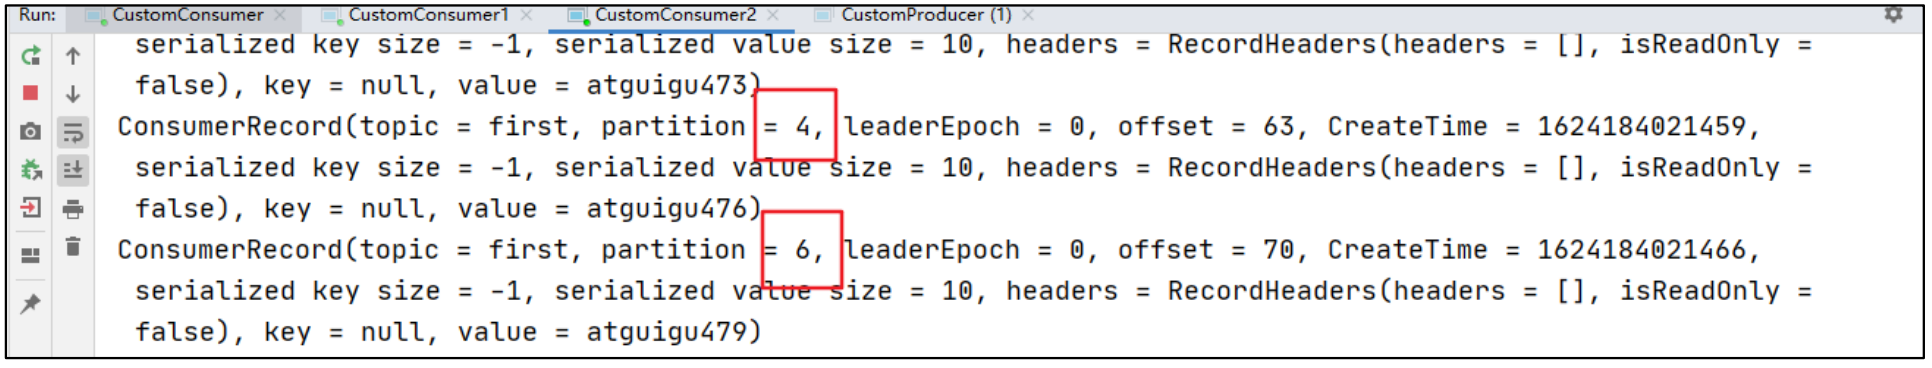 Run: CustomConsumer × CustomConsumer1 × CustomConsumer2 × CustomProducer (1) ×
serialized key size = -1, serialized value size = 10, headers = RecordHeaders(headers = [], isReadOnly =
false), key = null, value = atguigu473)
ConsumerRecord(topic = first, partition = 4, leaderEpoch = 0, offset = 63, CreateTime = 1624184021459,
serialized key size = -1, serialized value size = 10, headers = RecordHeaders(headers = [], isReadOnly =
false), key = null, value = atguigu476)
ConsumerRecord(topic = first, partition = 6, leaderEpoch = 0, offset = 70, CreateTime = 1624184021466,
serialized key size = -1, serialized value size = 10, headers = RecordHeaders(headers = [], isReadOnly =
false), key = null, value = atguigu479)